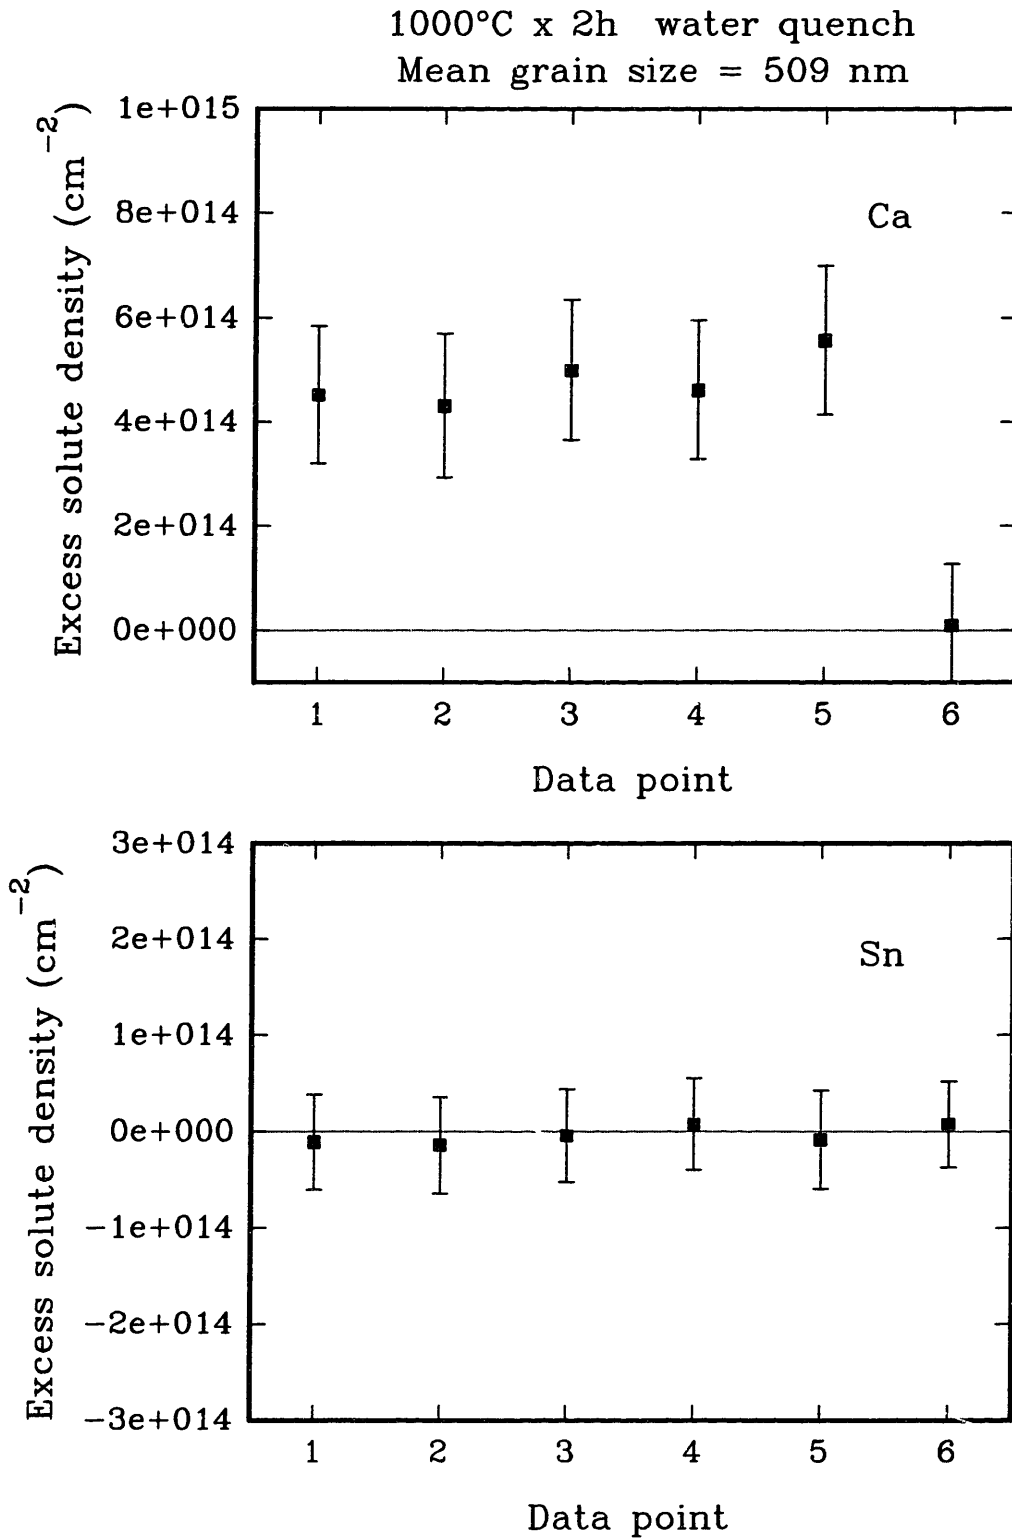 1000°C x 2h water quench
Mean grain size = 509 nm
Excess solute density (cm⁻²)
1e+015
8e+014
6e+014
4e+014
2e+014
0e+000
Ca
1 2 3 4 5 6
Data point
Excess solute density (cm⁻²)
3e+014
2e+014
1e+014
0e+000
−1e+014
−2e+014
−3e+014
Sn
1 2 3 4 5 6
Data point